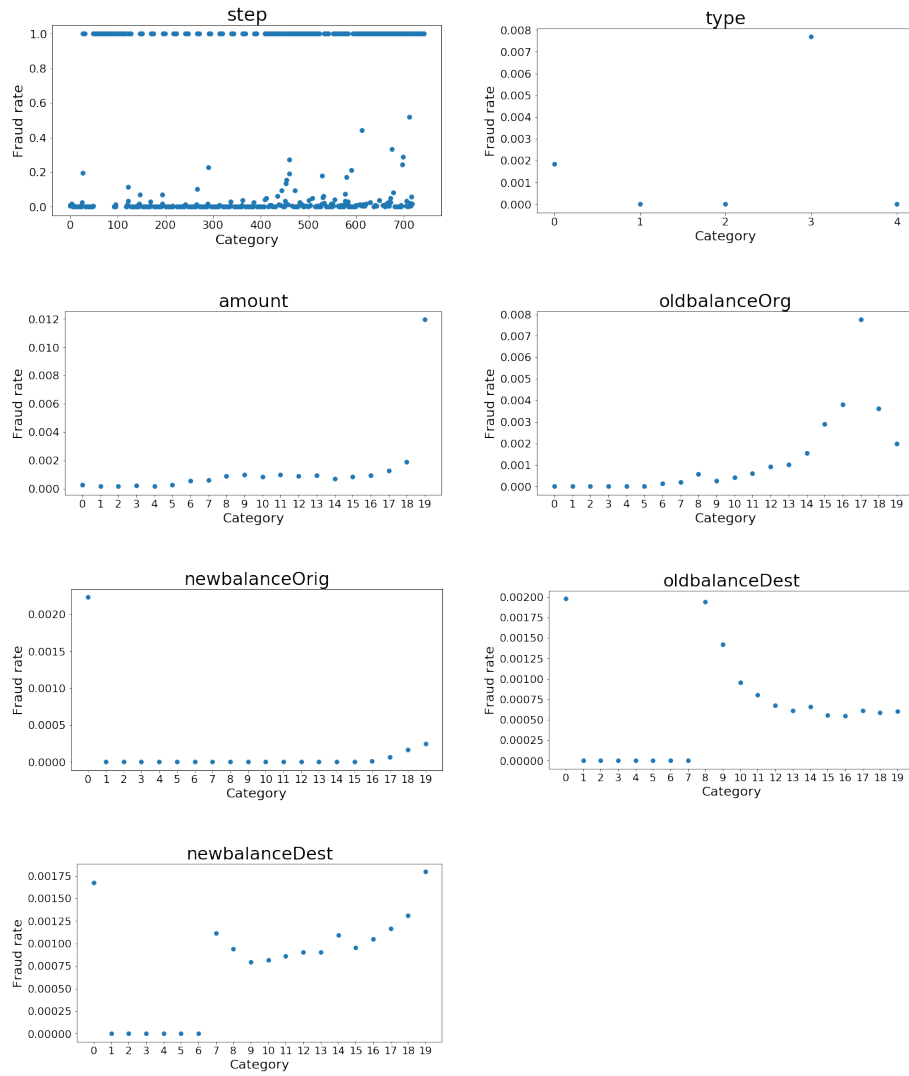 step
1.0
0.8
0.6
0.4
0.2
0.0
Fraud rate
0 100 200 300 400 500 600 700
Category
type
0.008
0.007
0.006
0.005
0.004
0.003
0.002
0.001
0.000
Fraud rate
0 1 2 3 4
Category
amount
0.012
0.010
0.008
0.006
0.004
0.002
0.000
Fraud rate
0 1 2 3 4 5 6 7 8 9 10 11 12 13 14 15 16 17 18 19
Category
oldbalanceOrg
0.008
0.007
0.006
0.005
0.004
0.003
0.002
0.001
0.000
Fraud rate
0 1 2 3 4 5 6 7 8 9 10 11 12 13 14 15 16 17 18 19
Category
newbalanceOrig
0.0020
0.0015
0.0010
0.0005
0.0000
Fraud rate
0 1 2 3 4 5 6 7 8 9 10 11 12 13 14 15 16 17 18 19
Category
oldbalanceDest
0.00200
0.00175
0.00150
0.00125
0.00100
0.00075
0.00050
0.00025
0.00000
Fraud rate
0 1 2 3 4 5 6 7 8 9 10 11 12 13 14 15 16 17 18 19
Category
newbalanceDest
0.00175
0.00150
0.00125
0.00100
0.00075
0.00050
0.00025
0.00000
Fraud rate
0 1 2 3 4 5 6 7 8 9 10 11 12 13 14 15 16 17 18 19
Category